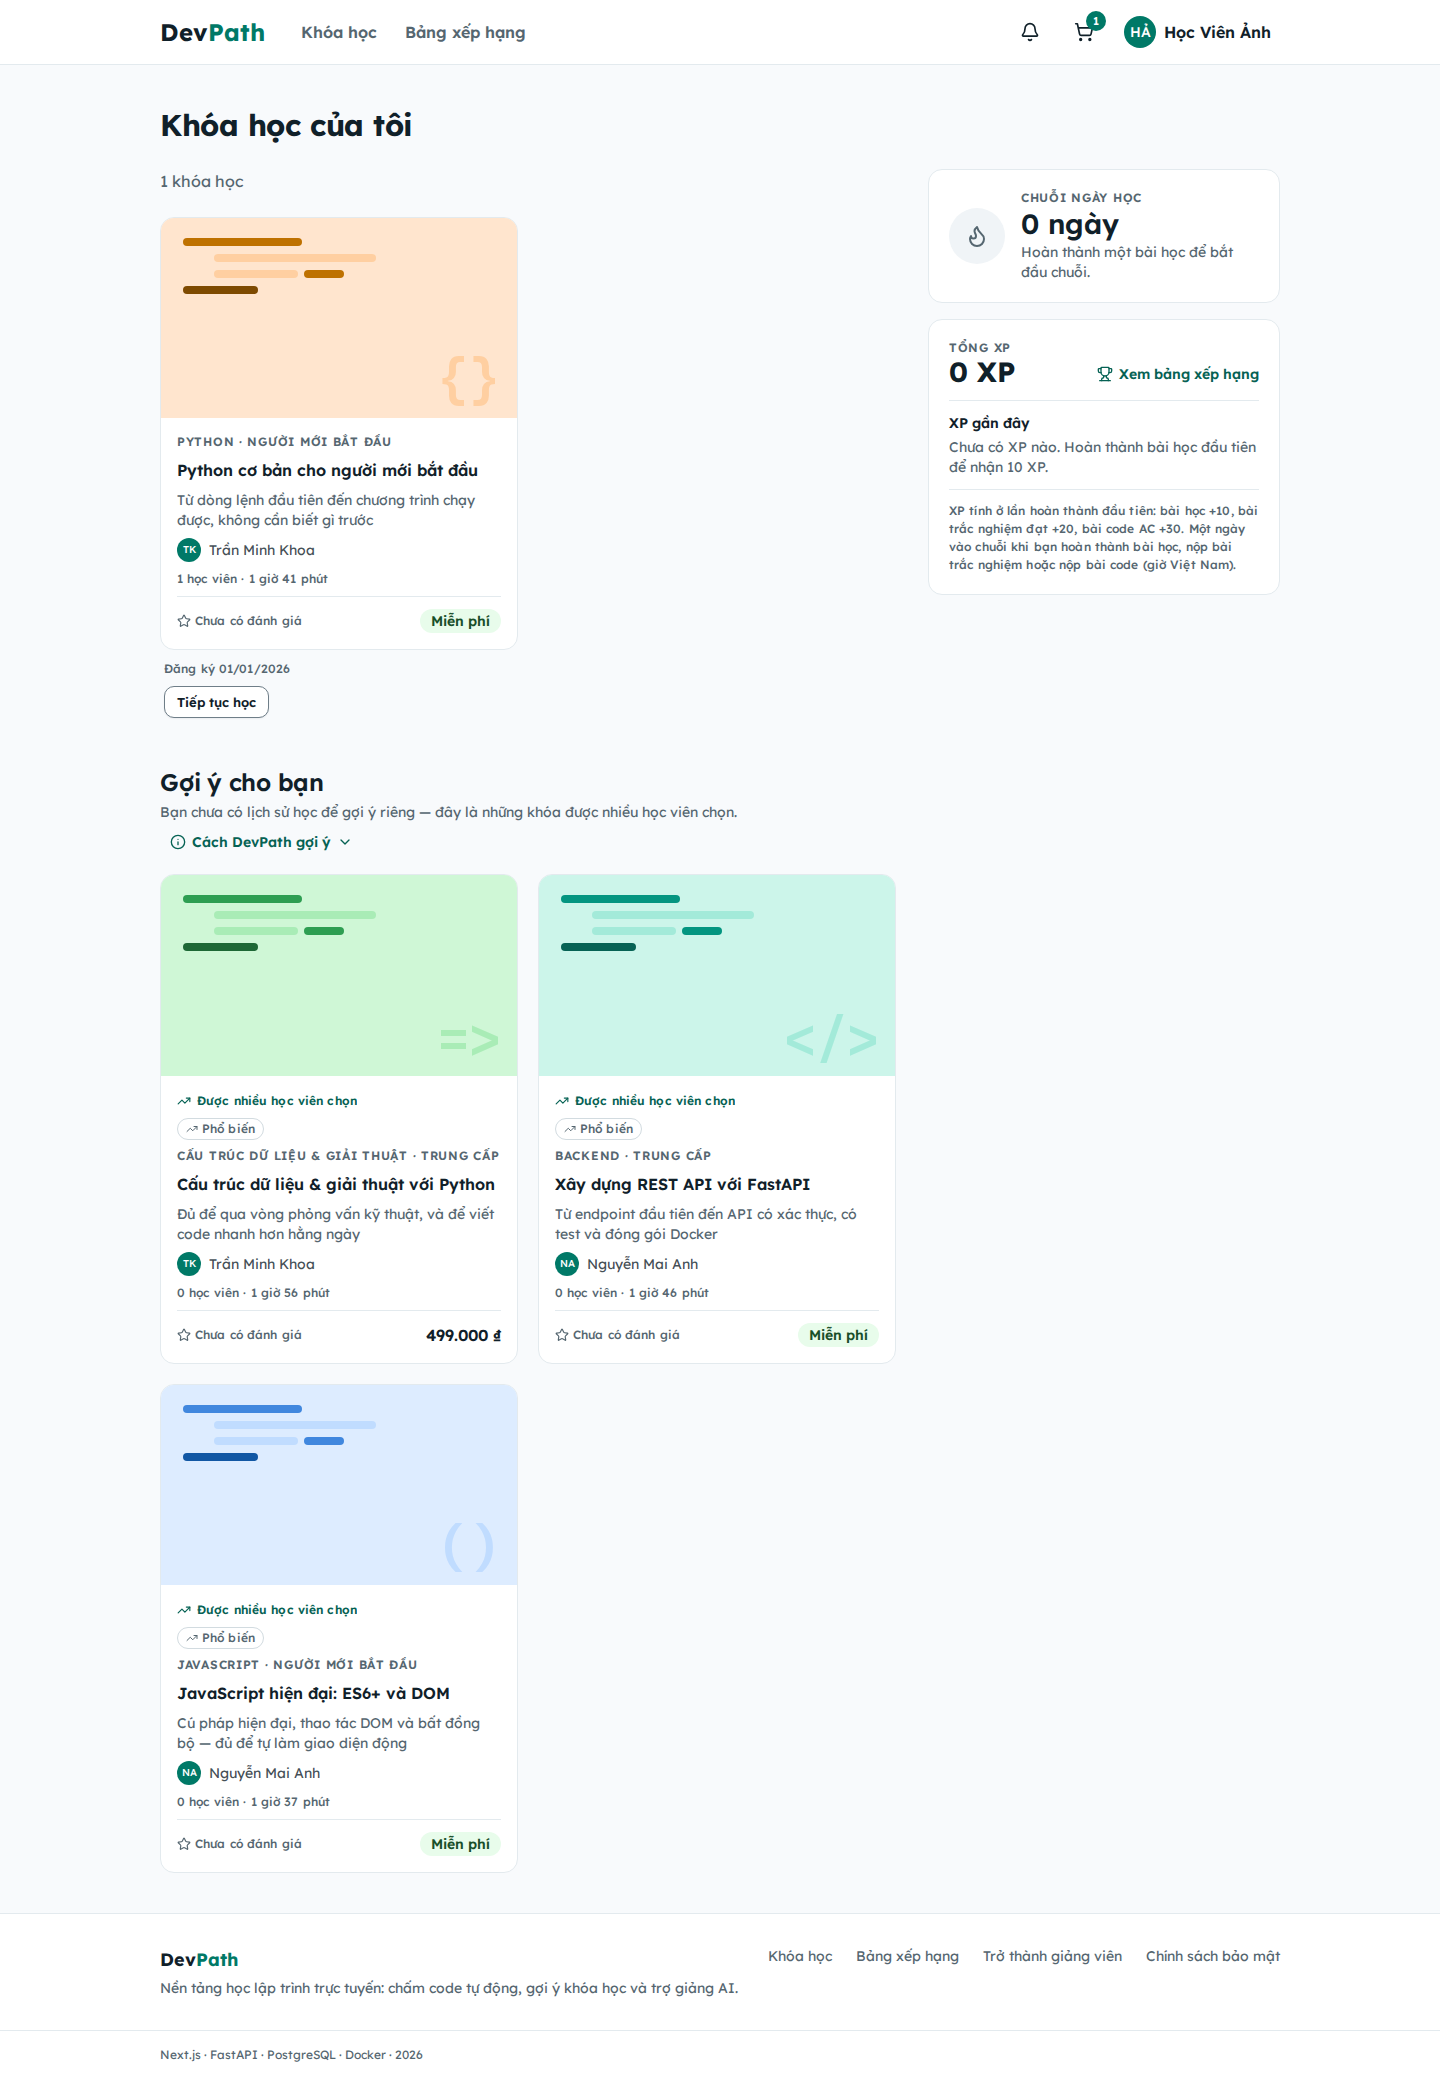 DevPath
Khóa học
Bảng xếp hạng
1
HẢ
Học Viên Ảnh
Khóa học của tôi
1 khóa học
{}
PYTHON · NGƯỜI MỚI BẮT ĐẦU
Python cơ bản cho người mới bắt đầu
Từ dòng lệnh đầu tiên đến chương trình chạy
được, không cần biết gì trước
TK
Trần Minh Khoa
1 học viên · 1 giờ 41 phút
Chưa có đánh giá
Miễn phí
Đăng ký 01/01/2026
Tiếp tục học
CHUỖI NGÀY HỌC
0 ngày
Hoàn thành một bài học để bắt
đầu chuỗi.
TỔNG XP
0 XP
Xem bảng xếp hạng
XP gần đây
Chưa có XP nào. Hoàn thành bài học đầu tiên
để nhận 10 XP.
XP tính ở lần hoàn thành đầu tiên: bài học +10, bài
trắc nghiệm đạt +20, bài code AC +30. Một ngày
vào chuỗi khi bạn hoàn thành bài học, nộp bài
trắc nghiệm hoặc nộp bài code (giờ Việt Nam).
Gợi ý cho bạn
Bạn chưa có lịch sử học để gợi ý riêng — đây là những khóa được nhiều học viên chọn.
Cách DevPath gợi ý
=>
Được nhiều học viên chọn
Phổ biến
CẤU TRÚC DỮ LIỆU & GIẢI THUẬT · TRUNG CẤP
Cấu trúc dữ liệu & giải thuật với Python
Đủ để qua vòng phỏng vấn kỹ thuật, và để viết
code nhanh hơn hằng ngày
TK
Trần Minh Khoa
0 học viên · 1 giờ 56 phút
Chưa có đánh giá
499.000 ₫
</>
Được nhiều học viên chọn
Phổ biến
BACKEND · TRUNG CẤP
Xây dựng REST API với FastAPI
Từ endpoint đầu tiên đến API có xác thực, có
test và đóng gói Docker
NA
Nguyễn Mai Anh
0 học viên · 1 giờ 46 phút
Chưa có đánh giá
Miễn phí
()
Được nhiều học viên chọn
Phổ biến
JAVASCRIPT · NGƯỜI MỚI BẮT ĐẦU
JavaScript hiện đại: ES6+ và DOM
Cú pháp hiện đại, thao tác DOM và bất đồng
bộ — đủ để tự làm giao diện động
NA
Nguyễn Mai Anh
0 học viên · 1 giờ 37 phút
Chưa có đánh giá
Miễn phí
DevPath
Nền tảng học lập trình trực tuyến: chấm code tự động, gợi ý khóa học và trợ giảng AI.
Khóa học
Bảng xếp hạng
Trở thành giảng viên
Chính sách bảo mật
Next.js · FastAPI · PostgreSQL · Docker · 2026